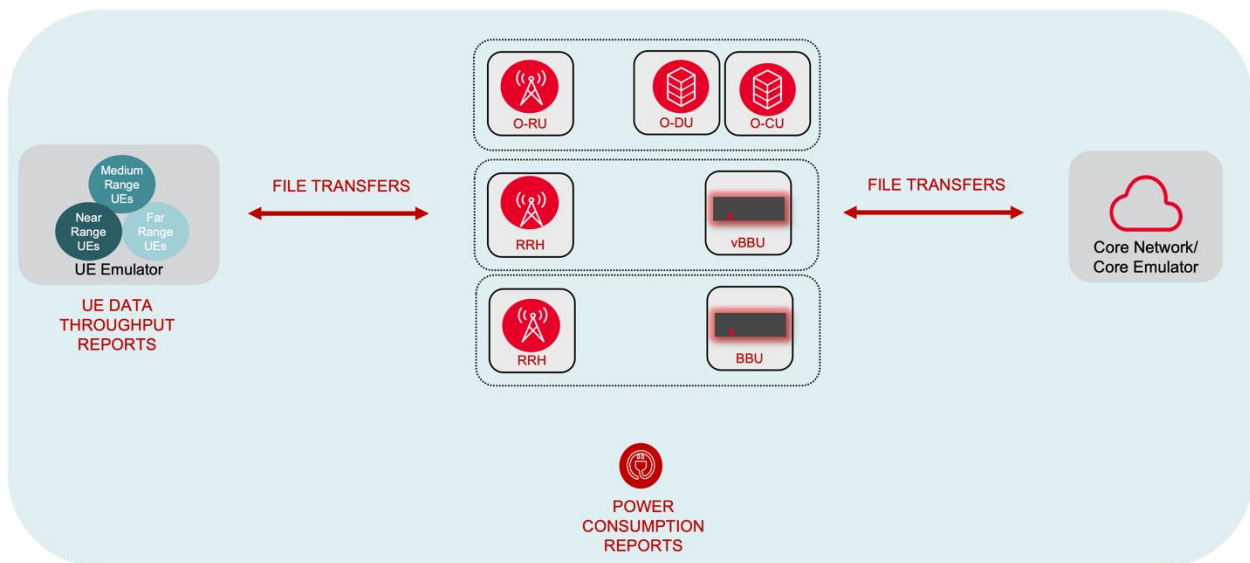 O-RU
O-DU
O-CU
Medium
Range
UEs
Near
Range
UEs
Far
Range
UEs
UE Emulator
UE DATA
THROUGHPUT
REPORTS
FILE TRANSFERS
RRH
vBBU
RRH
BBU
FILE TRANSFERS
Core Network/
Core Emulator
POWER
CONSUMPTION
REPORTS